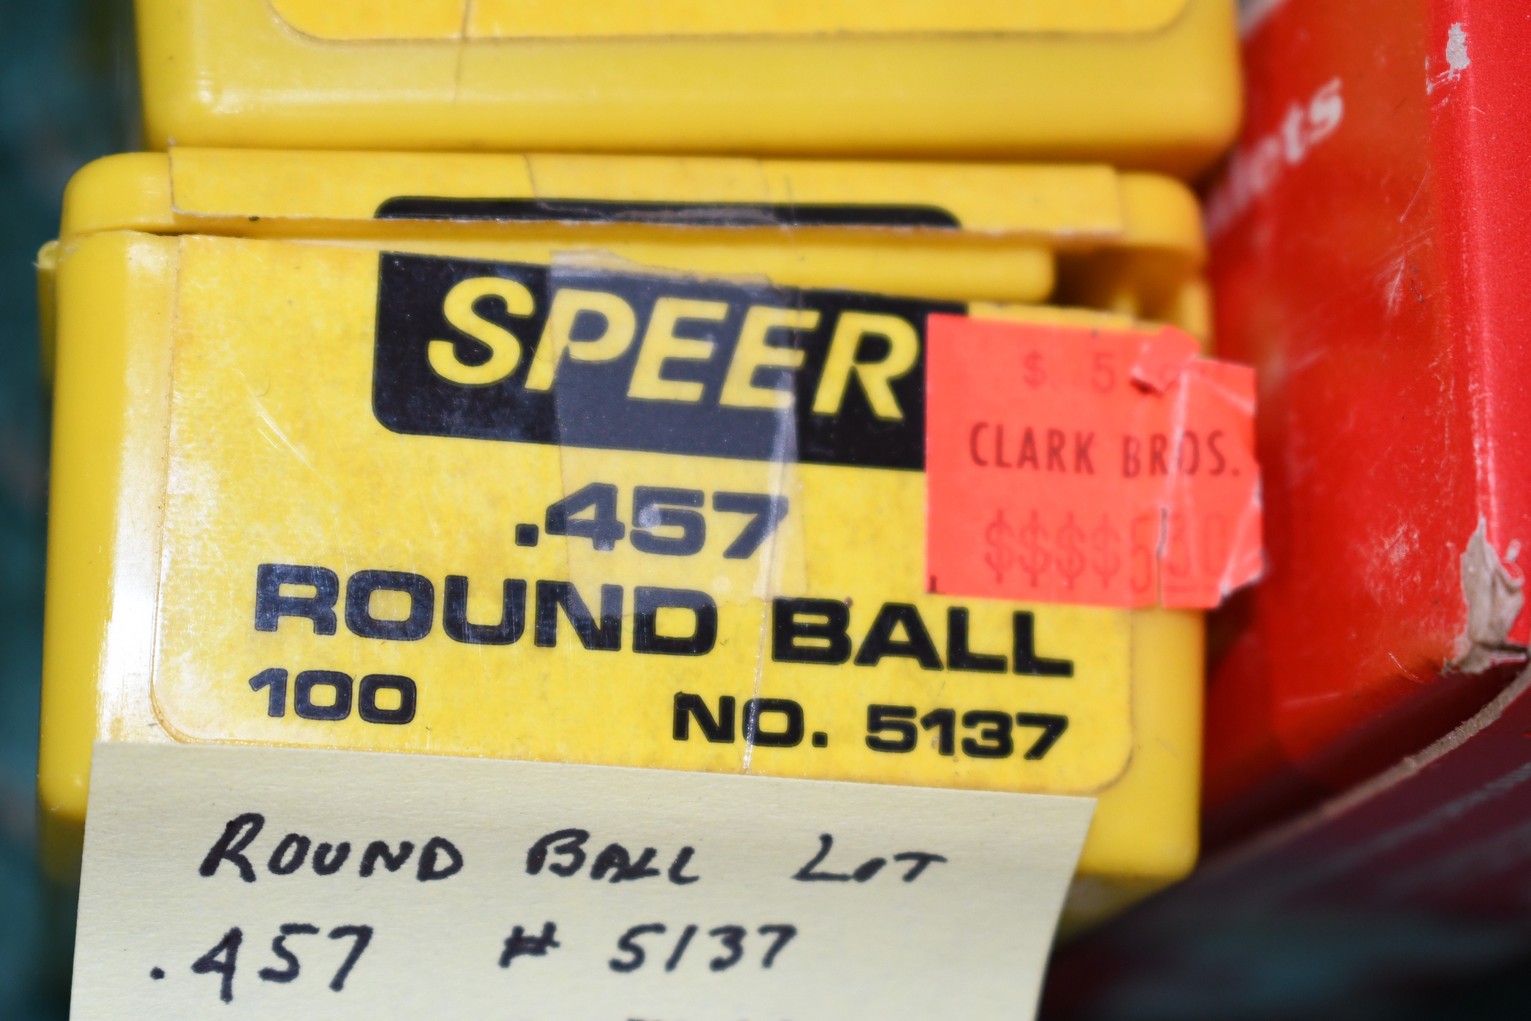 SPEER
.457
ROUND BALL
100 NO. 5137
CLARK BROS.
ROUND BALL LOT
.457 # 5137